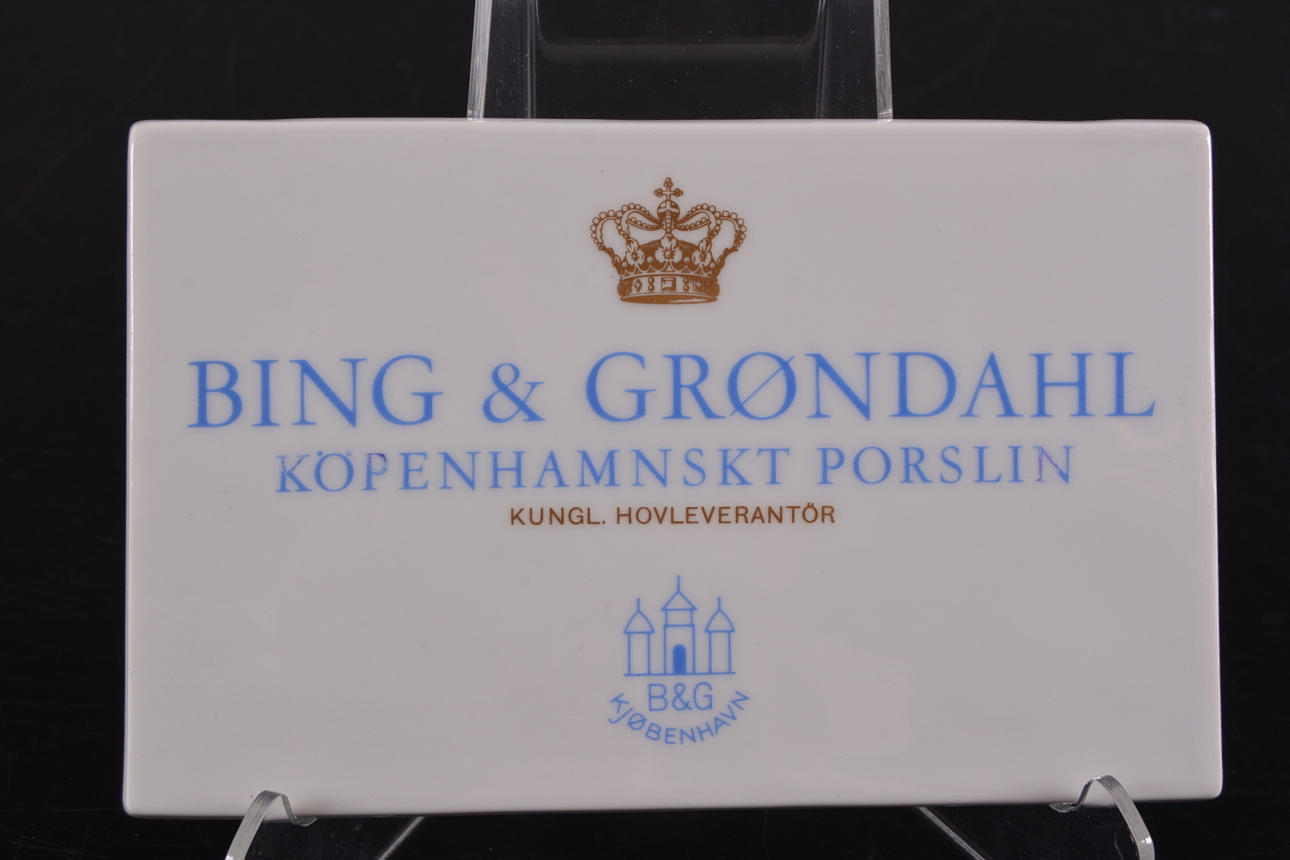 BING & GRØNDAHL
KÖPENHAMNSKT PORSLIN
KUNGL. HOVLEVERANTÖR
B&G
KJØBENHAVN